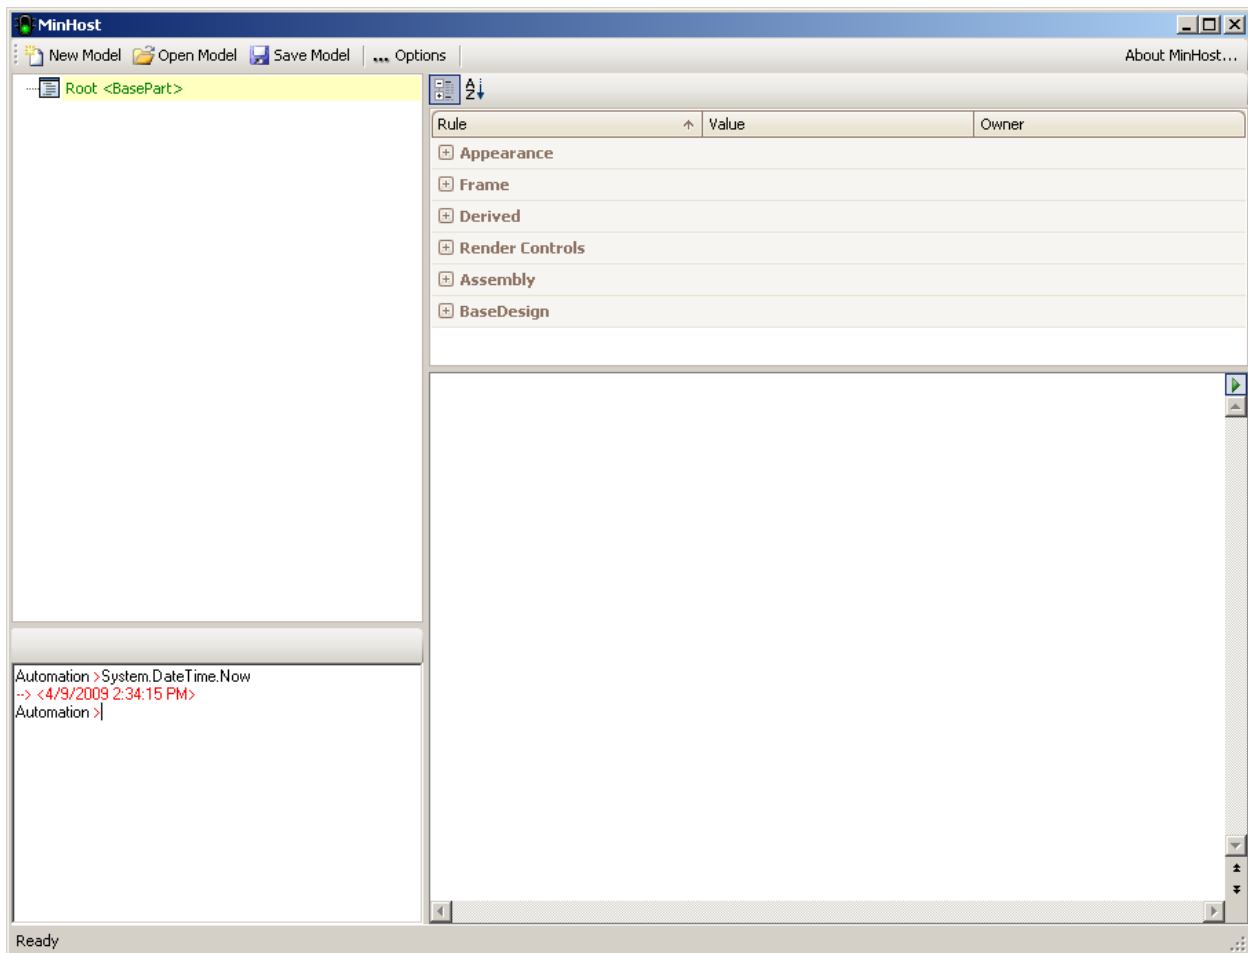 MinHost
New Model Open Model Save Model ... Options About MinHost...
Root <BasePart>
Rule Value Owner
Appearance
Frame
Derived
Render Controls
Assembly
BaseDesign
Automation >System.DateTime.Now
--> <4/9/2009 2:34:15 PM>
Automation >
Ready